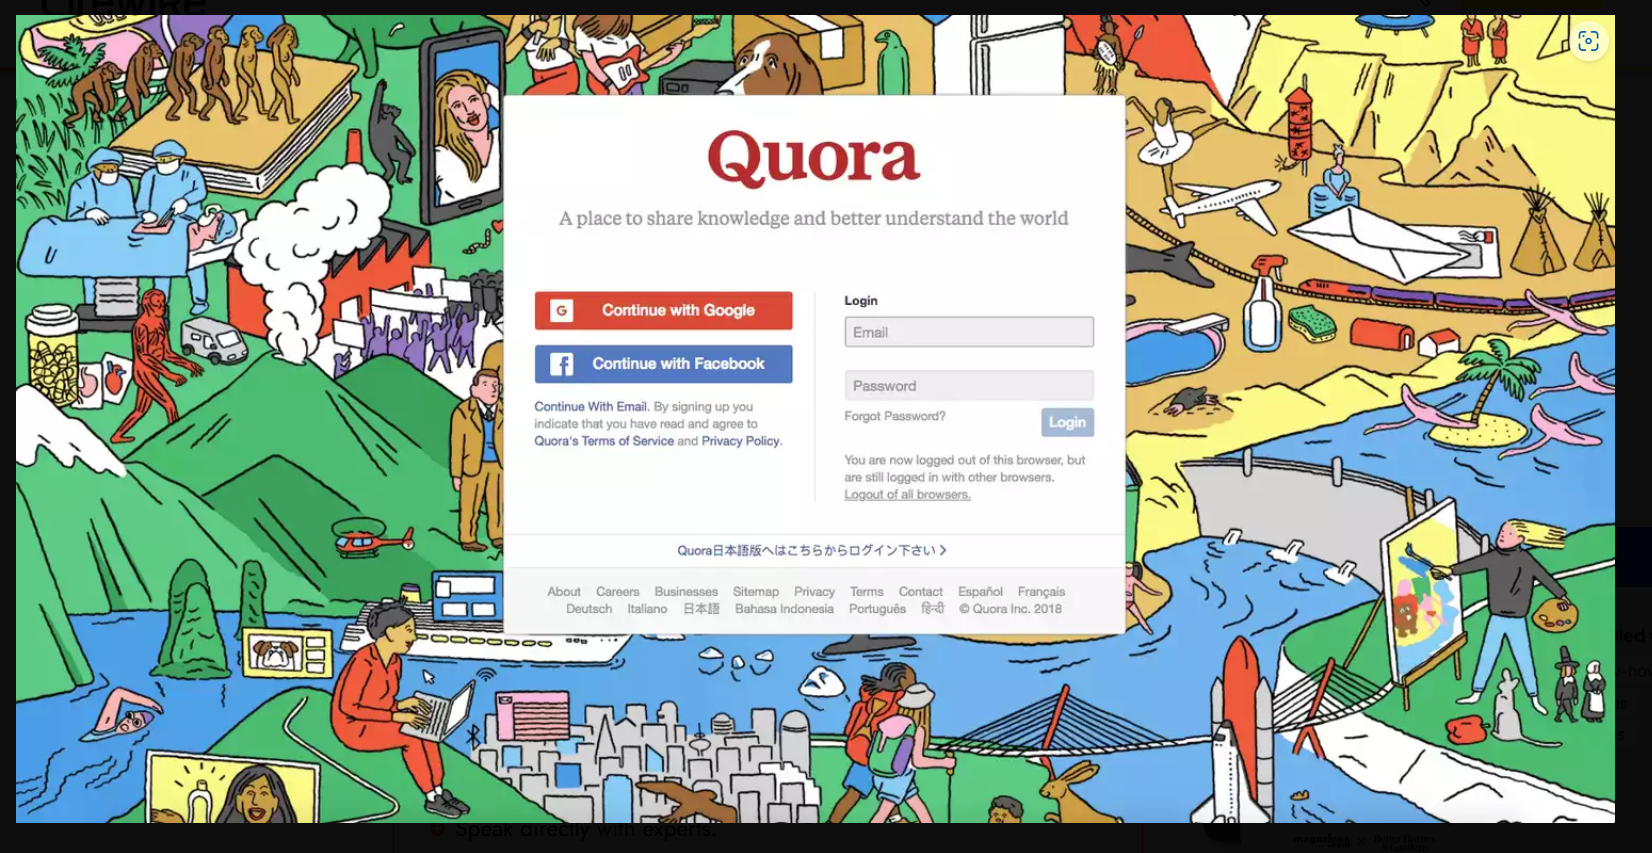 Quora
A place to share knowledge and better understand the world
G Continue with Google
f Continue with Facebook
Continue With Email. By signing up you
indicate that you have read and agree to
Quora's Terms of Service and Privacy Policy.
Login
Email
Password
Forgot Password?
Login
You are now logged out of this browser, but
are still logged in with other browsers.
Logout of all browsers.
Quora日本語版へはこちらからログイン下さい
About Careers Businesses Sitemap Privacy Terms Contact Español Français
Deutsch Italiano 日本語 Bahasa Indonesia Português हिन्दी © Quora Inc. 2018
Speak directly with experts.